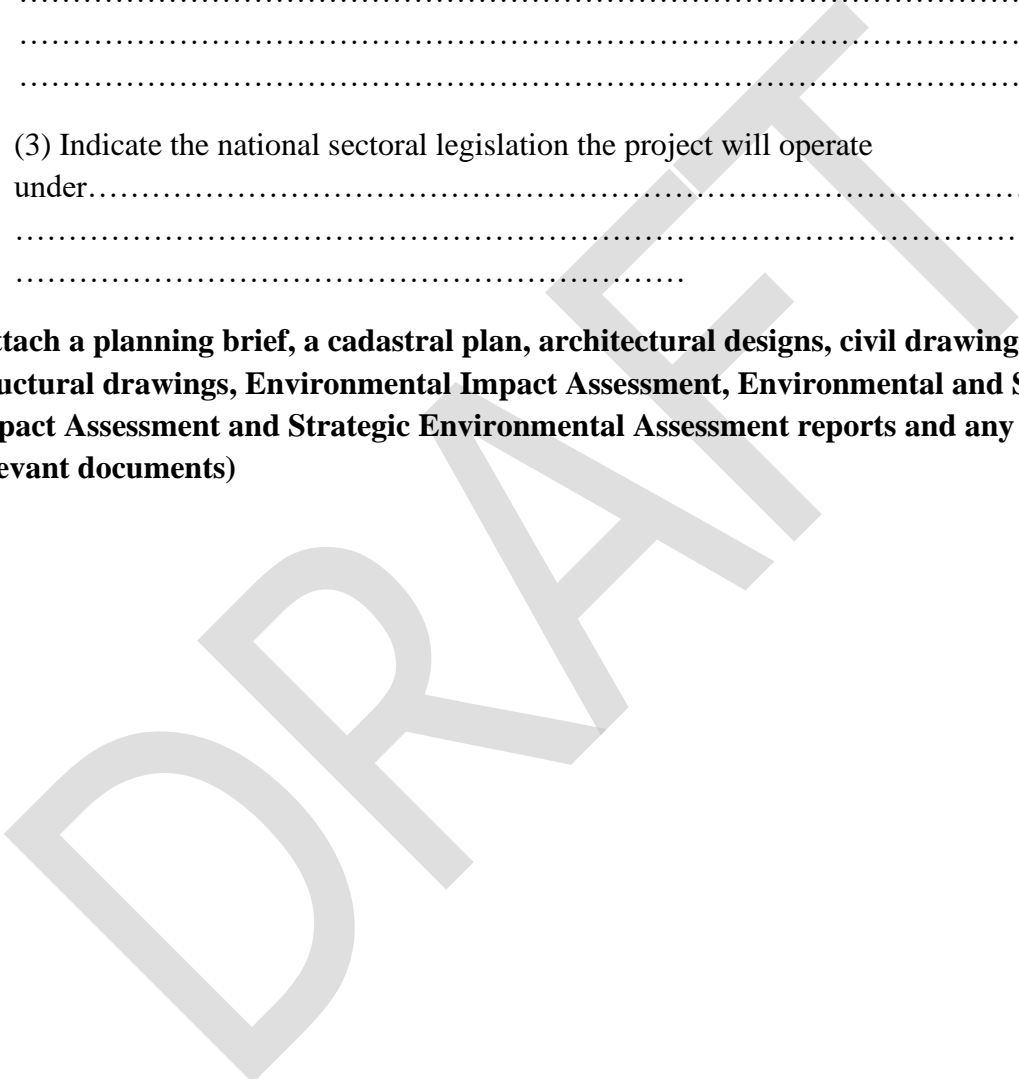 ……………………………………………………………………………………
……………………………………………………………………………………
……………………………………………………………………………………
(3) Indicate the national sectoral legislation the project will operate
under………………………………………………………………………………
……………………………………………………………………………………
………………………………………………………
ttach a planning brief, a cadastral plan, architectural designs, civil drawing
uctural drawings, Environmental Impact Assessment, Environmental and S
pact Assessment and Strategic Environmental Assessment reports and any
evant documents)
DRAFT